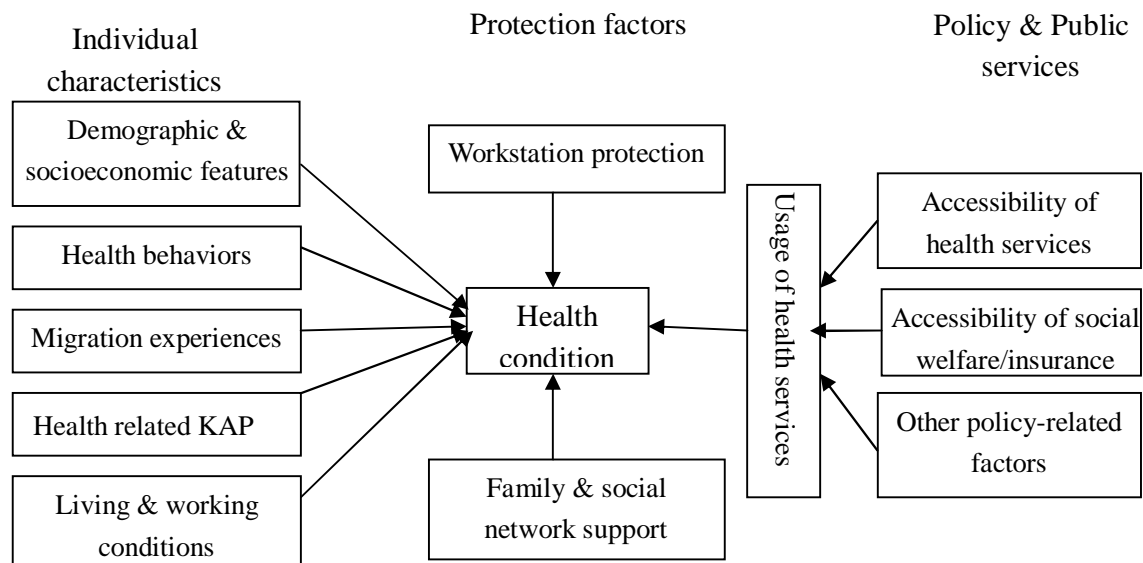 Individual
characteristics
Demographic &
socioeconomic features
Health behaviors
Migration experiences
Health related KAP
Living & working
conditions
Protection factors
Workstation protection
Health
condition
Family & social
network support
Usage of health services
Policy & Public
services
Accessibility of
health services
Accessibility of social
welfare/insurance
Other policy-related
factors